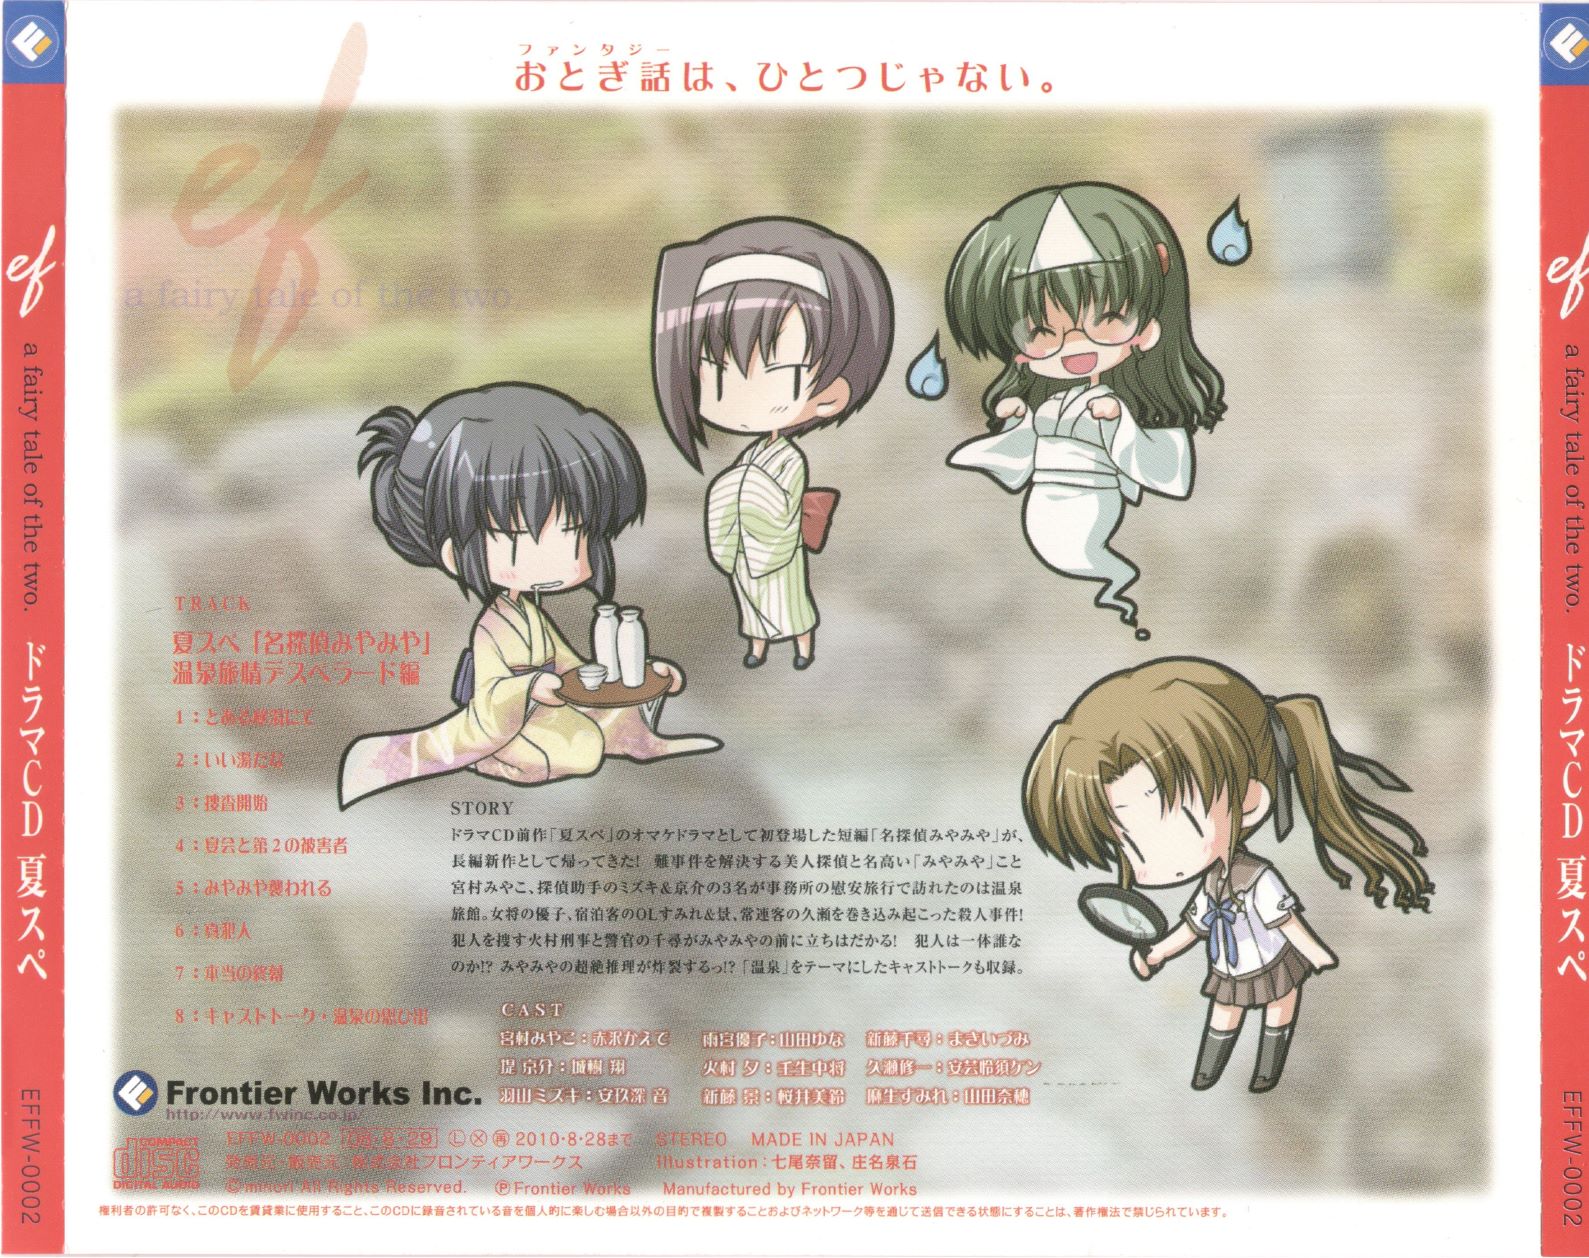 ef
a fairy tale of the two.
ドラマCD 夏スペ
EFFW-0002
ファンタジー
おとぎ話は、ひとつじゃない。
ef
a fairy tale of the two.
TRACK
夏スペ「名探偵みやみや」
温泉旅情デスペラード編
2：いい湯だな
3：捜査開始
4：宴会と第2の被害者
5：みやみや襲われる
6：真犯人
7：本当の終劇
8：キャストトーク・温泉の思ひ出
STORY
ドラマCD前作「夏スペ」のオマケドラマとして初登場した短編「名探偵みやみや」が、
長編新作として帰ってきた! 難事件を解決する美人探偵と名高い「みやみや」こと
宮村みやこ、探偵助手のミズキ&京介の3名が事務所の慰安旅行で訪れたのは温泉
旅館。女将の優子、宿泊客のOLすみれ&景、常連客の久瀬を巻き込み起こった殺人事件!
犯人を捜す火村刑事と警官の千尋がみやみやの前に立ちはだかる! 犯人は一体誰な
のか!? みやみやの超絶推理が炸裂するっ!? 「温泉」をテーマにしたキャストトークも収録。
CAST
宮村みやこ：赤沢かえで 雨宮優子：山田ゆな 新藤千尋：まきいづみ
堤 京介：城樹 翔 火村 夕：壬生中将 久瀬修一：安芸怜須ケン
羽山ミズキ：安玖深 音 新藤 景：桜井美鈴 麻生すみれ：山田奈穂
Frontier Works Inc.
http://www.fwinc.co.jp/
COMPACT
disc
DIGITAL AUDIO
EFFW-0002 08・8・29 Ⓛ Ⓧ 再 2010・8・28まで STEREO MADE IN JAPAN
発売元・販売元 株式会社フロンティアワークス Illustration：七尾奈留、庄名泉石
©minori All Rights Reserved. ℗Frontier Works Manufactured by Frontier Works
権利者の許可なく、このCDを賃貸業に使用すること、このCDに録音されている音を個人的に楽しむ場合以外の目的で複製することおよびネットワーク等を通じて送信できる状態にすることは、著作権法で禁じられています。
ef
a fairy tale of the two.
ドラマCD 夏スペ
EFFW-0002